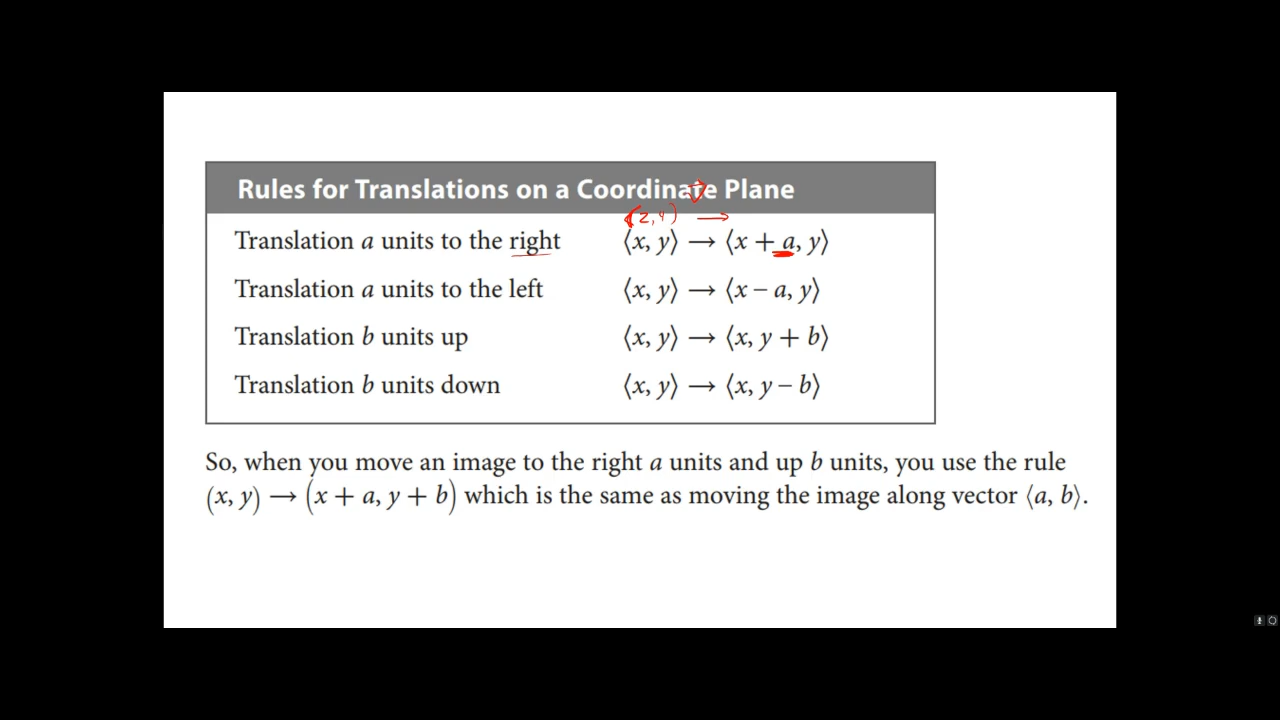 Rules for Translations on a Coordinate Plane
(2, 4) →
Translation a units to the right ⟨x, y⟩ → ⟨x + a, y⟩
Translation a units to the left ⟨x, y⟩ → ⟨x − a, y⟩
Translation b units up ⟨x, y⟩ → ⟨x, y + b⟩
Translation b units down ⟨x, y⟩ → ⟨x, y − b⟩
So, when you move an image to the right a units and up b units, you use the rule
(x, y) → (x + a, y + b) which is the same as moving the image along vector ⟨a, b⟩.